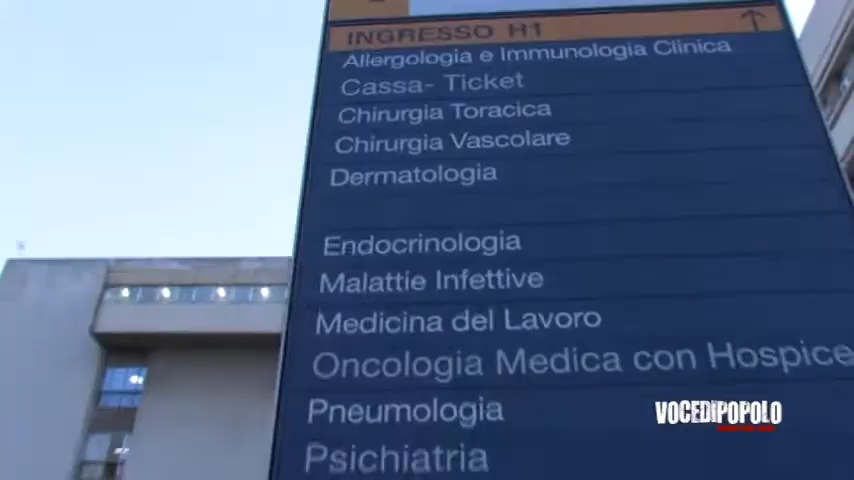 INGRESSO H1
Allergologia e Immunologia Clinica
Cassa- Ticket
Chirurgia Toracica
Chirurgia Vascolare
Dermatologia
Endocrinologia
Malattie Infettive
Medicina del Lavoro
Oncologia Medica con Hospice
Pneumologia
Psichiatria
VOCEDIPOPOLO